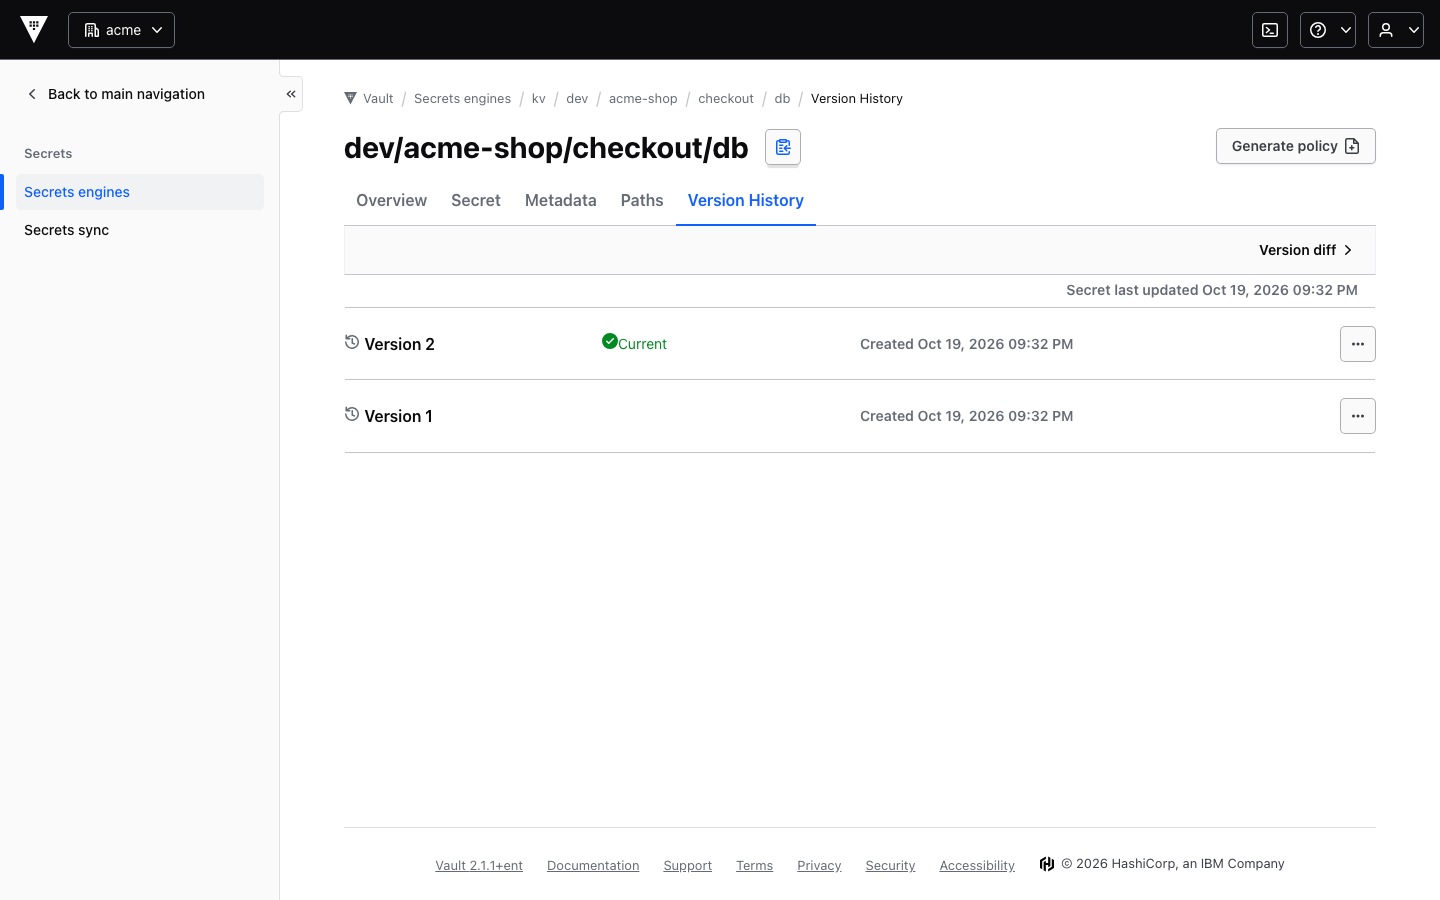 acme
Back to main navigation
Secrets
Secrets engines
Secrets sync
Vault / Secrets engines / kv / dev / acme-shop / checkout / db / Version History
dev/acme-shop/checkout/db
Generate policy
Overview Secret Metadata Paths Version History
Version diff
Secret last updated Oct 19, 2026 09:32 PM
Version 2 Current Created Oct 19, 2026 09:32 PM
Version 1 Created Oct 19, 2026 09:32 PM
Vault 2.1.1+ent Documentation Support Terms Privacy Security Accessibility © 2026 HashiCorp, an IBM Company